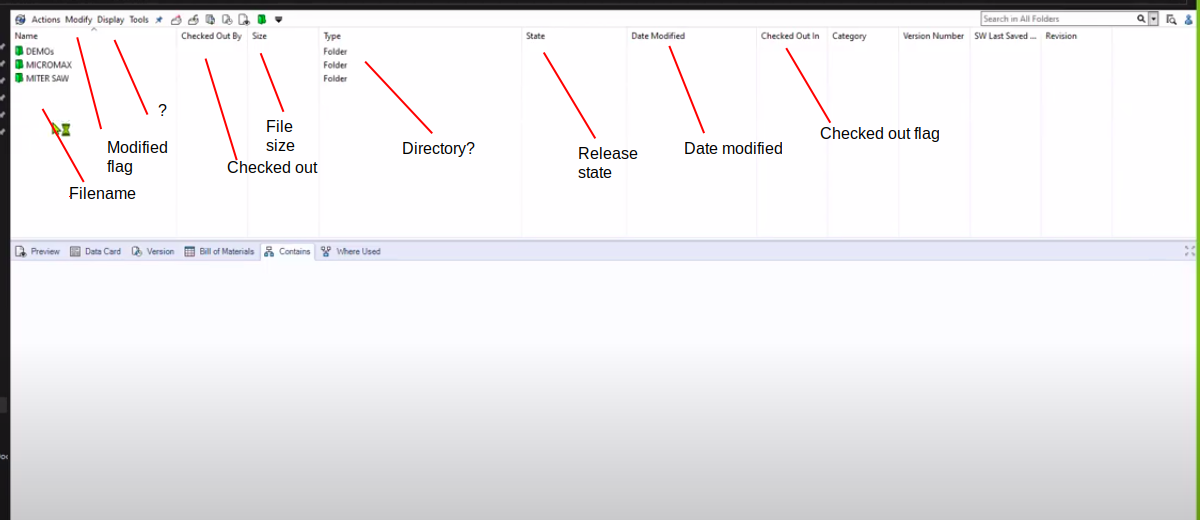 Actions Modify Display Tools
Search in All Folders
Name Checked Out By Size Type State Date Modified Checked Out In Category Version Number SW Last Saved ... Revision
DEMOs Folder
MICROMAX Folder
MITER SAW Folder
?
File
size
Modified
flag
Checked out
Directory?
Release
state
Date modified
Checked out flag
Filename
Preview Data Card Version Bill of Materials Contains Where Used